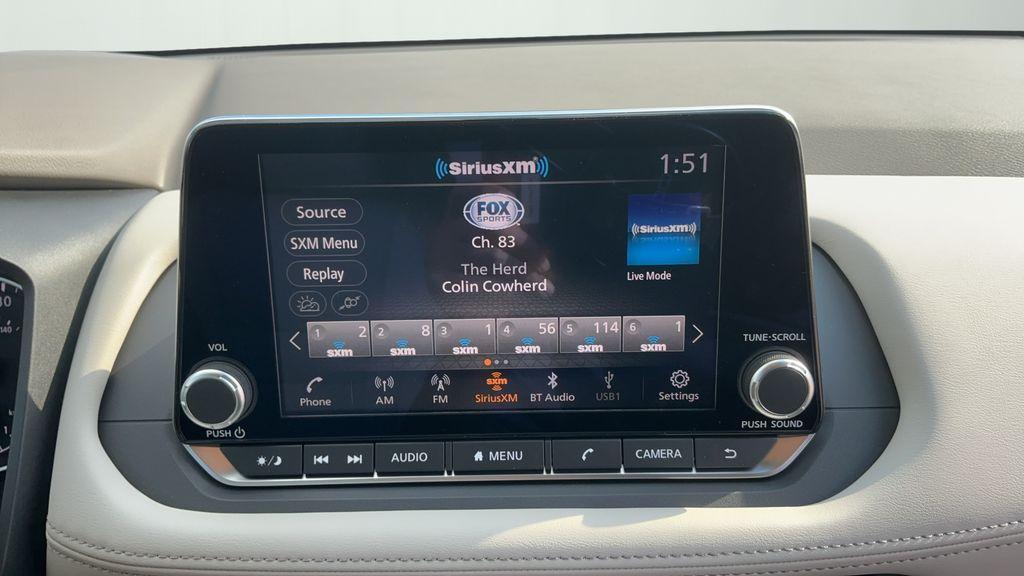 SiriusXM
1:51
Source
SXM Menu
Replay
FOX
SPORTS
Ch. 83
The Herd
Colin Cowherd
SiriusXM
Live Mode
1 2 2 8 3 1 4 56 5 114 6 1
sxm sxm sxm sxm sxm sxm
Phone AM FM sxm SiriusXM BT Audio USB1 Settings
VOL
PUSH
TUNE·SCROLL
PUSH SOUND
AUDIO MENU CAMERA
80
140